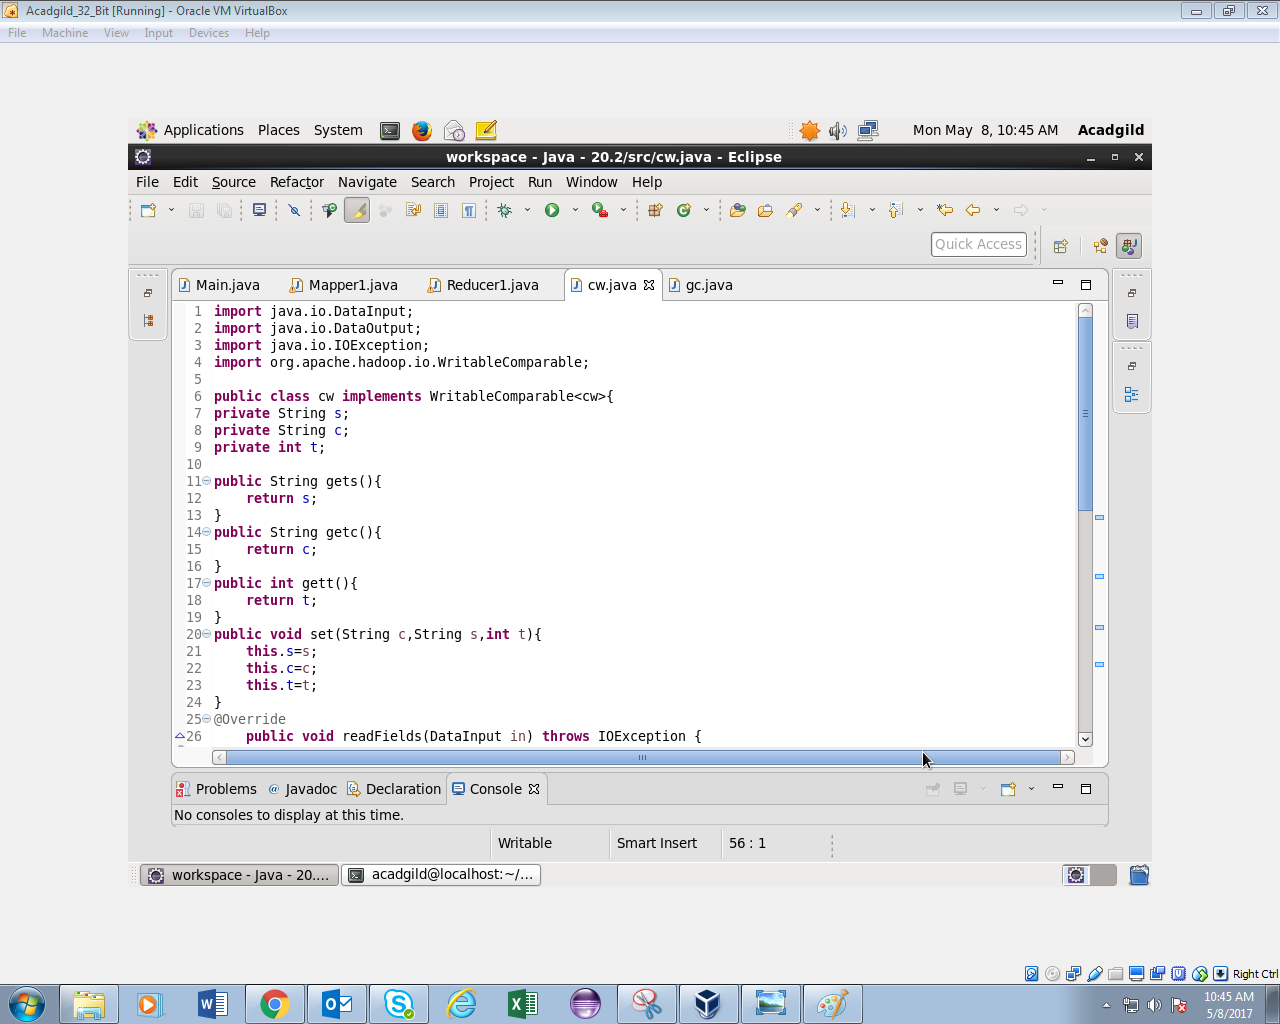 Acadgild_32_Bit [Running] - Oracle VM VirtualBox
File Machine View Input Devices Help
Applications Places System Mon May 8, 10:45 AM Acadgild
workspace - Java - 20.2/src/cw.java - Eclipse
File Edit Source Refactor Navigate Search Project Run Window Help
Quick Access
Main.java Mapper1.java Reducer1.java cw.java gc.java
1 import java.io.DataInput;
2 import java.io.DataOutput;
3 import java.io.IOException;
4 import org.apache.hadoop.io.WritableComparable;
5
6 public class cw implements WritableComparable<cw>{
7 private String s;
8 private String c;
9 private int t;
10
11 public String gets(){
12 return s;
13 }
14 public String getc(){
15 return c;
16 }
17 public int gett(){
18 return t;
19 }
20 public void set(String c,String s,int t){
21 this.s=s;
22 this.c=c;
23 this.t=t;
24 }
25 @Override
26 public void readFields(DataInput in) throws IOException {
Problems Javadoc Declaration Console
No consoles to display at this time.
Writable Smart Insert 56 : 1
workspace - Java - 20.... acadgild@localhost:~/...
Right Ctrl
10:45 AM
5/8/2017